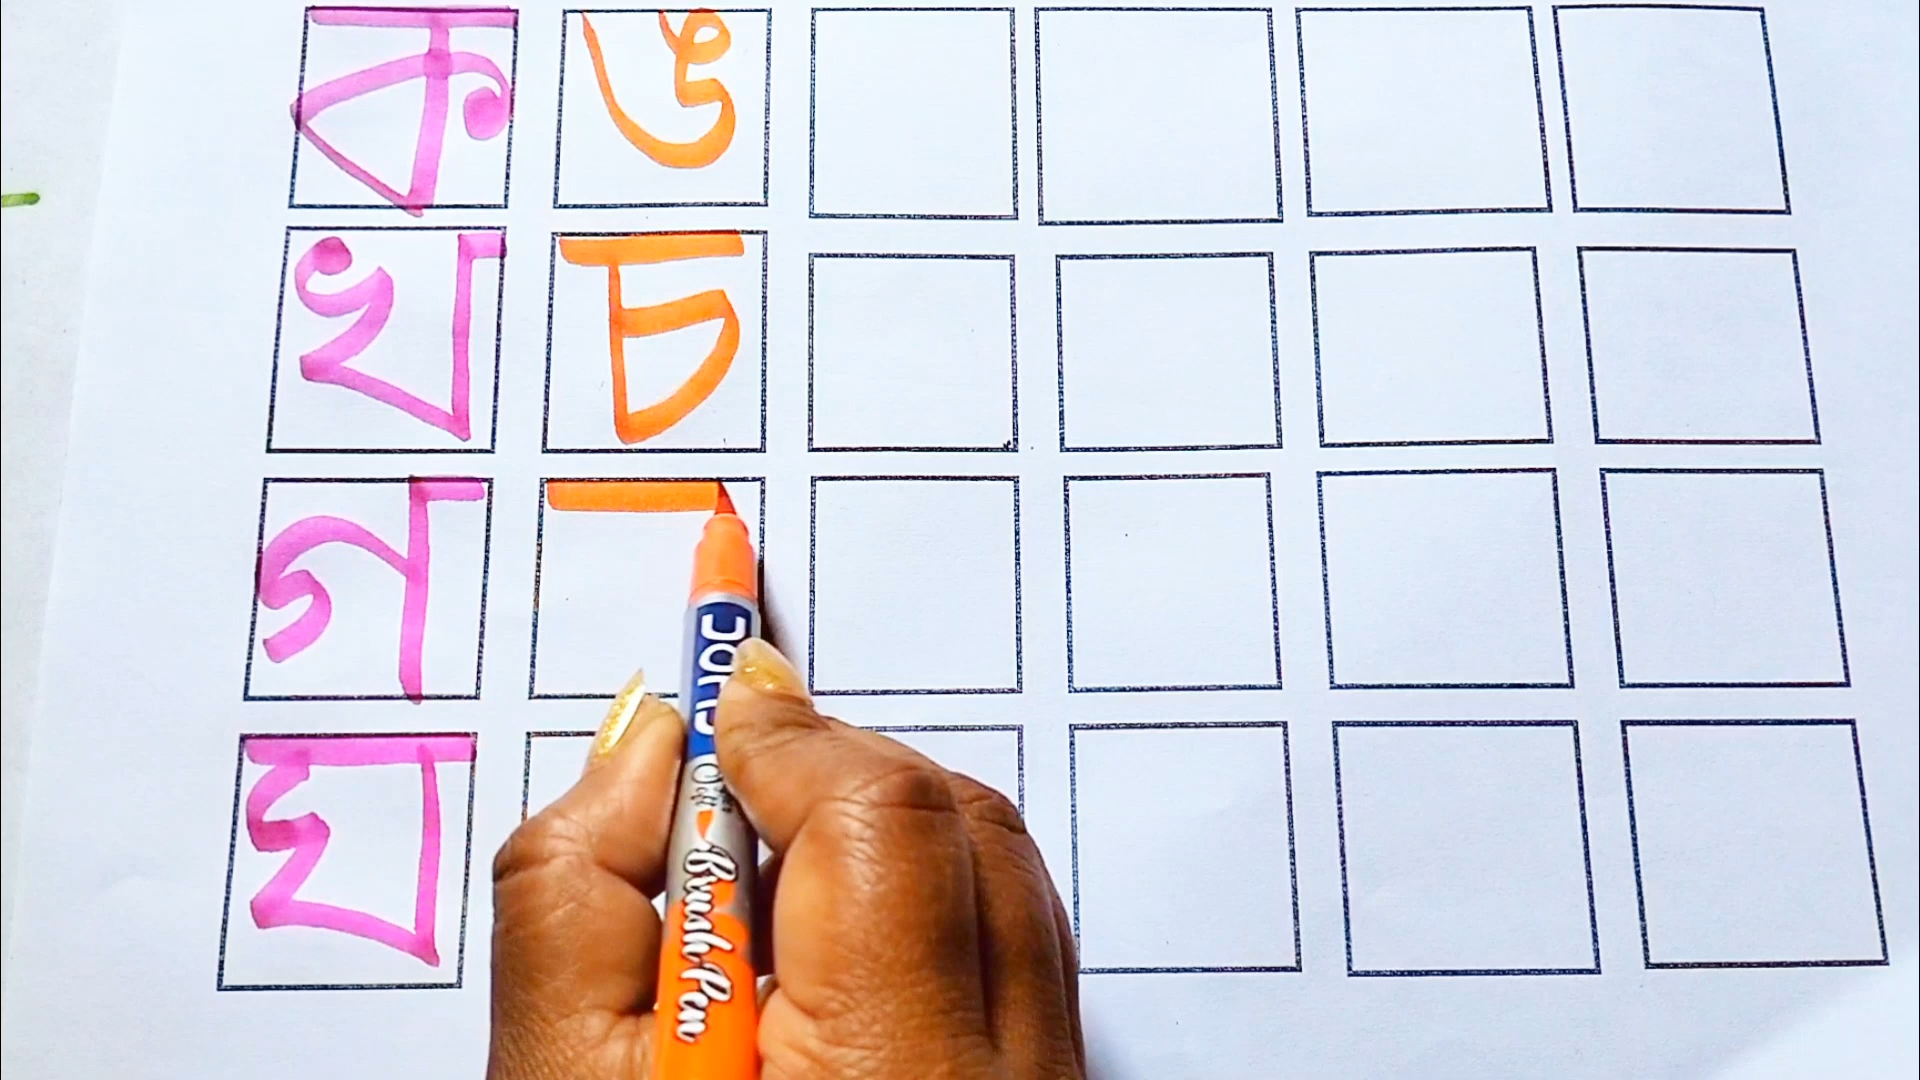 ক ঙ
খ চ
গ
ঘ
Brush Pen